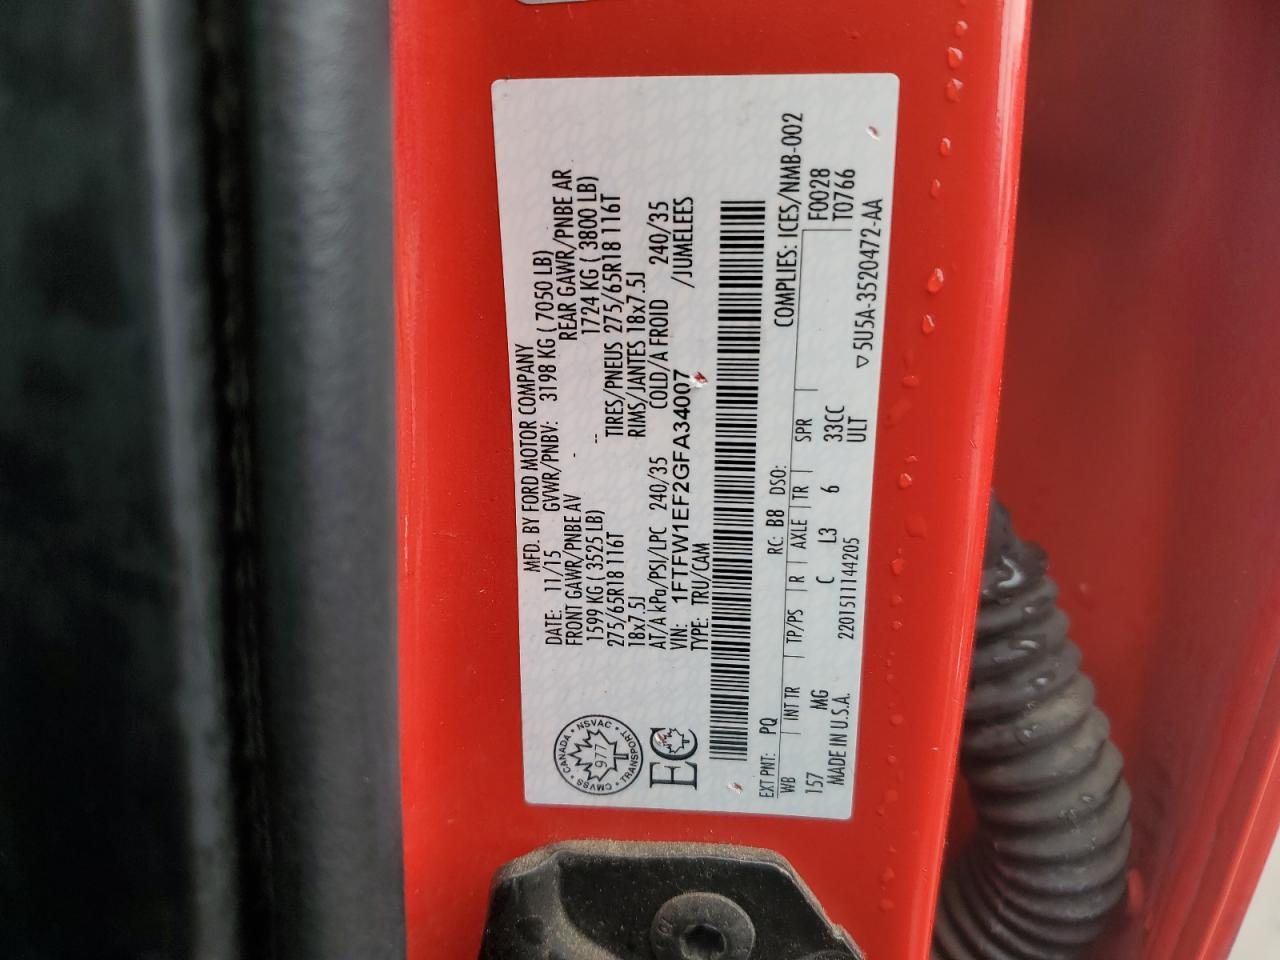 MFD. BY FORD MOTOR COMPANY
DATE: 11/15 GVWR/PNBV: 3198 KG ( 7050 LB)
FRONT GAWR/PNBE AV REAR GAWR/PNBE AR
1599 KG ( 3525 LB) -- 1724 KG ( 3800 LB)
275/65R18 116T TIRES/PNEUS 275/65R18 116T
18x7.5J RIMS/JANTES 18x7.5J
AT/A kPa/PSI/LPC 240/35 COLD/A FROID 240/35
VIN: 1FTFW1EF2GFA34007 /JUMELEES
TYPE: TRU/CAM
CANADA • NSVAC • TRANSPORT • CMVSS •
977
EC
EXT PNT: PQ RC: B8 DSO: COMPLIES: ICES/NMB-002
WB INT TR TP/PS R AXLE TR SPR F0028
157 MG C L3 6 33CC T0766
MADE IN U.S.A. 220151114205 ULT ▽5U5A-3520472-AA